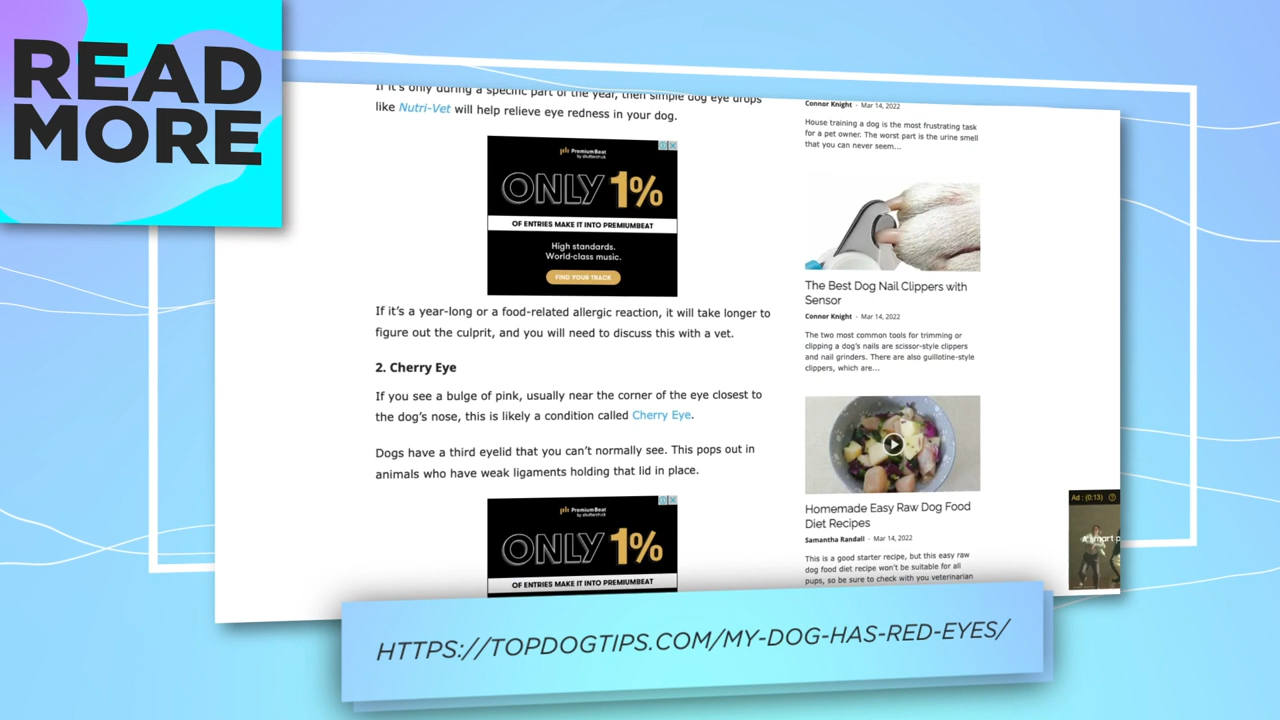 READ
MORE
If it's only during a specific part of the year, then simple dog eye drops
like Nutri-Vet will help relieve eye redness in your dog.
PremiumBeat
by shutterstock
ONLY 1%
OF ENTRIES MAKE IT INTO PREMIUMBEAT
High standards.
World-class music.
FIND YOUR TRACK
If it's a year-long or a food-related allergic reaction, it will take longer to
figure out the culprit, and you will need to discuss this with a vet.
2. Cherry Eye
If you see a bulge of pink, usually near the corner of the eye closest to
the dog's nose, this is likely a condition called Cherry Eye.
Dogs have a third eyelid that you can't normally see. This pops out in
animals who have weak ligaments holding that lid in place.
PremiumBeat
by shutterstock
ONLY 1%
OF ENTRIES MAKE IT INTO PREMIUMBEAT
Connor Knight - Mar 14, 2022
House training a dog is the most frustrating task
for a pet owner. The worst part is the urine smell
that you can never seem...
The Best Dog Nail Clippers with
Sensor
Connor Knight - Mar 14, 2022
The two most common tools for trimming or
clipping a dog's nails are scissor-style clippers
and nail grinders. There are also guillotine-style
clippers, which are...
Homemade Easy Raw Dog Food
Diet Recipes
Samantha Randall - Mar 14, 2022
This is a good starter recipe, but this easy raw
dog food diet recipe won't be suitable for all
pups, so be sure to check with you veterinarian
Ad : (0:13)
HTTPS://TOPDOGTIPS.COM/MY-DOG-HAS-RED-EYES/